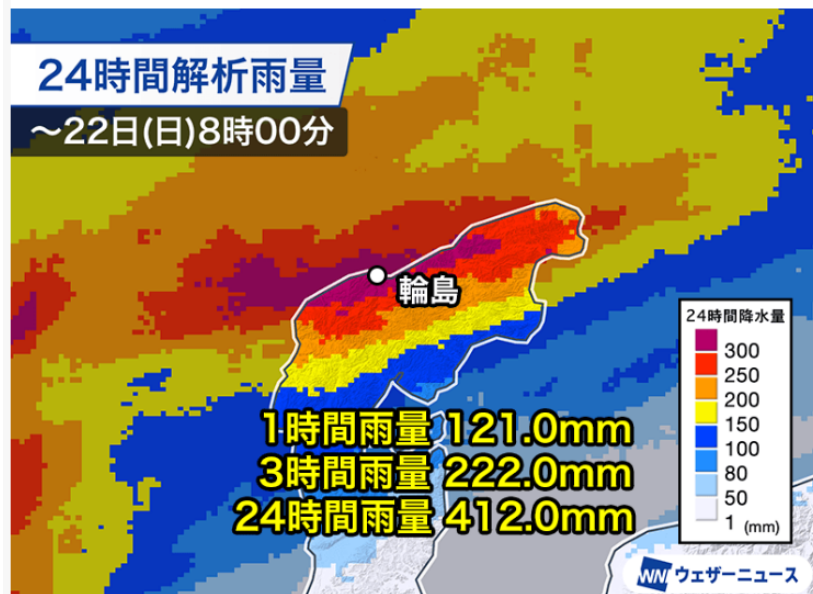 24時間解析雨量
〜22日(日)8時00分
輪島
1時間雨量 121.0mm
3時間雨量 222.0mm
24時間雨量 412.0mm
24時間降水量
300
250
200
150
100
80
50
1 (mm)
WNI ウェザーニュース